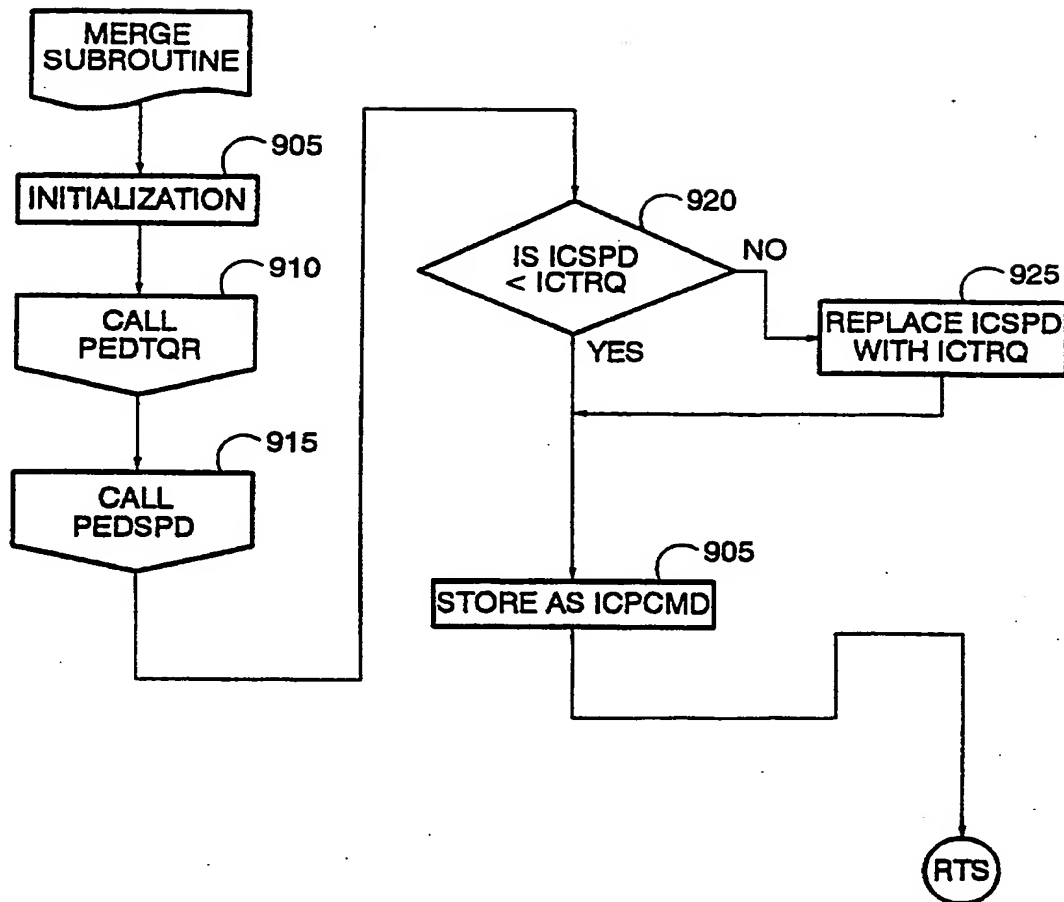 MERGE
SUBROUTINE
905
INITIALIZATION
910
CALL
PEDTQR
915
CALL
PEDSPD
920
IS ICSPD
< ICTRQ
NO
YES
925
REPLACE ICSPD
WITH ICTRQ
905
STORE AS ICPCMD
RTS